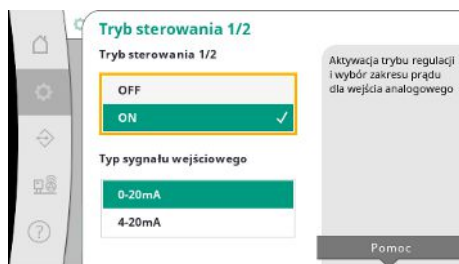 Tryb sterowania 1/2
Tryb sterowania 1/2
OFF
ON
Typ sygnału wejściowego
0-20mA
4-20mA
Aktywacja trybu regulacji
i wybór zakresu prądu
dla wejścia analogowego
Pomoc